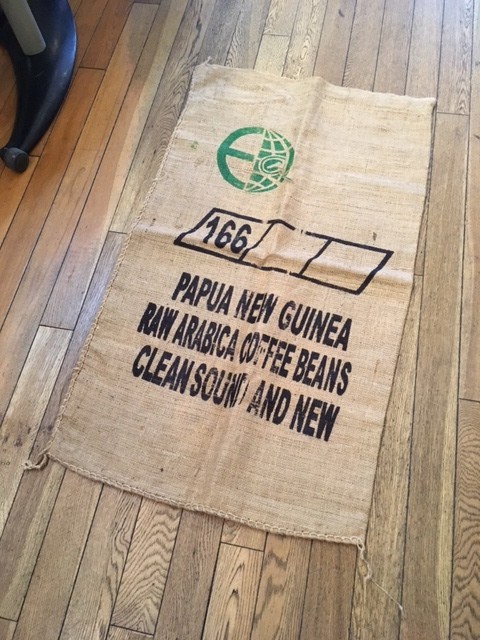 166
PAPUA NEW GUINEA
RAW ARABICA COFFEE BEANS
CLEAN SOUND AND NEW